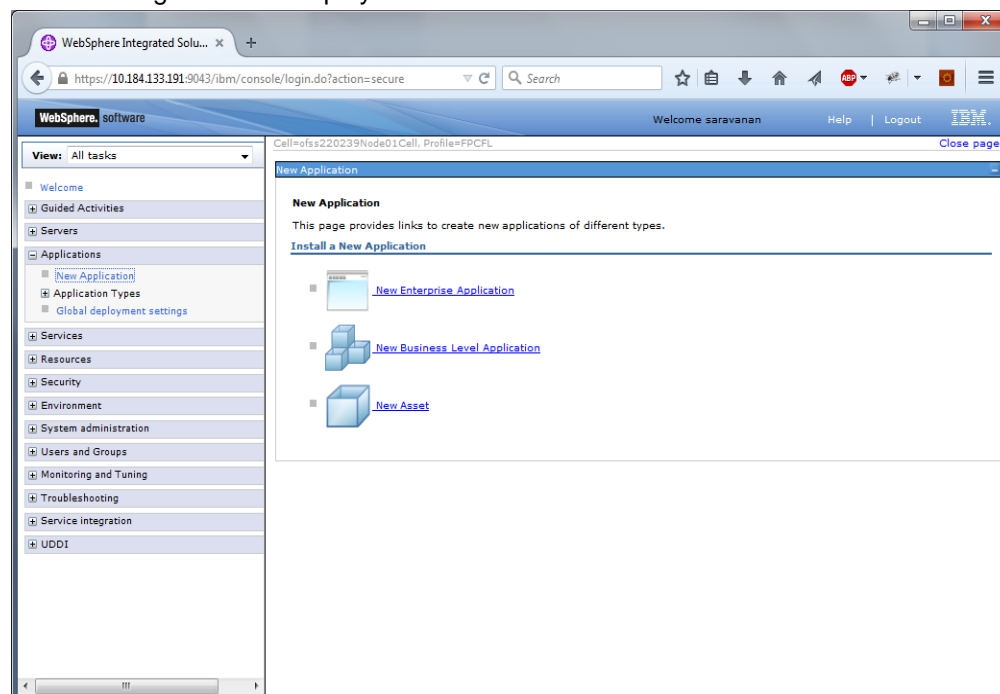 WebSphere Integrated Solu... × +
https://10.184.133.191:9043/ibm/console/login.do?action=secure
Search
ABP
WebSphere. software
Welcome saravanan
Help | Logout
IBM.
Cell=ofss220239Node01Cell, Profile=FPCFL
Close page
View: All tasks
Welcome
Guided Activities
Servers
Applications
New Application
Application Types
Global deployment settings
Services
Resources
Security
Environment
System administration
Users and Groups
Monitoring and Tuning
Troubleshooting
Service integration
UDDI
New Application
New Application
This page provides links to create new applications of different types.
Install a New Application
New Enterprise Application
New Business Level Application
New Asset